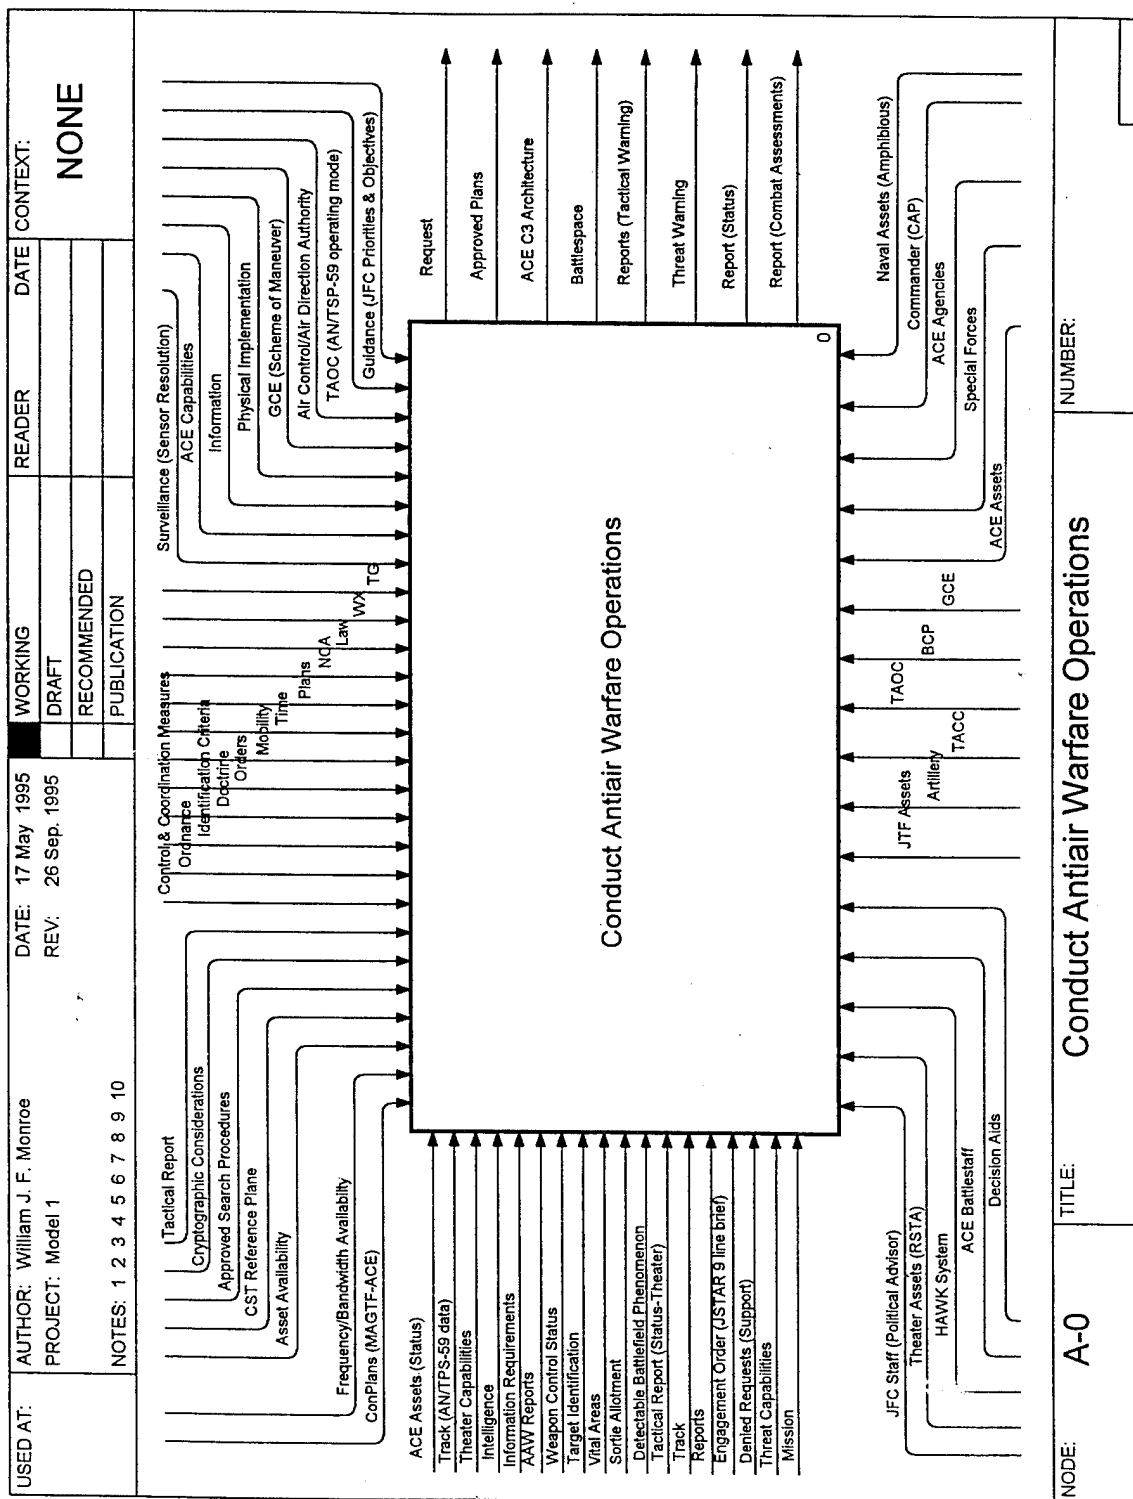 USED AT:
AUTHOR: William J. F. Monroe
DATE: 17 May 1995
WORKING
READER
DATE
CONTEXT:
PROJECT: Model 1
REV: 26 Sep. 1995
DRAFT
RECOMMENDED
NOTES: 1 2 3 4 5 6 7 8 9 10
PUBLICATION
NONE
Tactical Report
Cryptographic Considerations
Approved Search Procedures
CST Reference Plane
Asset Availability
Frequency/Bandwidth Availabilty
ConPlans (MAGTF-ACE)
Control & Coordination Measures
Ordnance
Identification Criteria
Doctrine
Orders
Mobility
Time
Plans
NCA
Law
WX
TG
Surveillance (Sensor Resolution)
ACE Capabilities
Information
Physical Implementation
GCE (Scheme of Maneuver)
Air Control/Air Direction Authority
TAOC (AN/TSP-59 operating mode)
Guidance (JFC Priorities & Objectives)
ACE Assets (Status)
Track (AN/TPS-59 data)
Theater Capabilities
Intelligence
Information Requirements
AAW Reports
Weapon Control Status
Target Identification
Vital Areas
Sortie Allotment
Detectable Battlefield Phenomenon
Tactical Report (Status-Theater)
Track
Reports
Engagement Order (JSTAR 9 line brief)
Denied Requests (Support)
Threat Capabilities
Mission
Conduct Antiair Warfare Operations
0
Request
Approved Plans
ACE C3 Architecture
Battlespace
Reports (Tactical Warning)
Threat Warning
Report (Status)
Report (Combat Assessments)
JFC Staff (Political Advisor)
Theater Assets (RSTA)
HAWK System
ACE Battlestaff
Decision Aids
JTF Assets
Artillery
TACC
TAOC
BCP
GCE
ACE Assets
Special Forces
ACE Agencies
Commander (CAP)
Naval Assets (Amphibious)
NODE:
A-0
TITLE:
Conduct Antiair Warfare Operations
NUMBER: